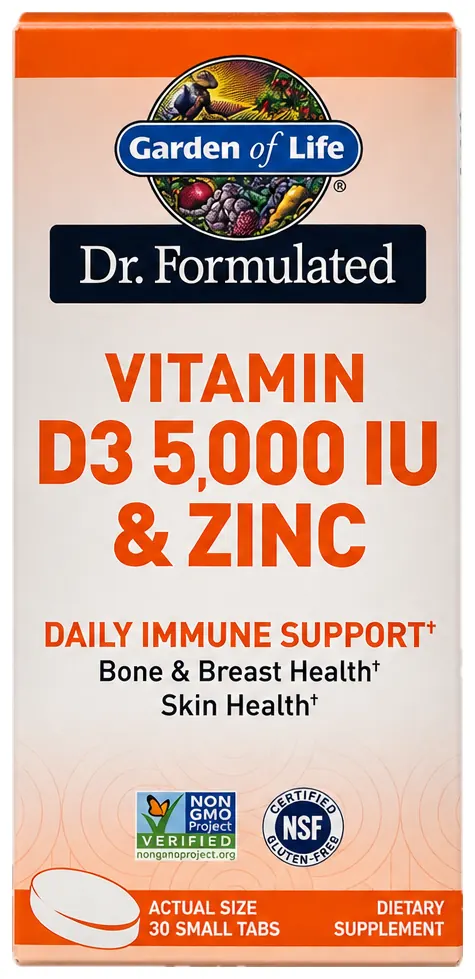 Garden of Life
®
Dr. Formulated
VITAMIN
D3 5,000 IU
& ZINC
DAILY IMMUNE SUPPORT†
Bone & Breast Health†
Skin Health†
NON
GMO
Project
VERIFIED
nongmoproject.org
CERTIFIED
NSF
GLUTEN-FREE
ACTUAL SIZE
30 SMALL TABS
DIETARY
SUPPLEMENT